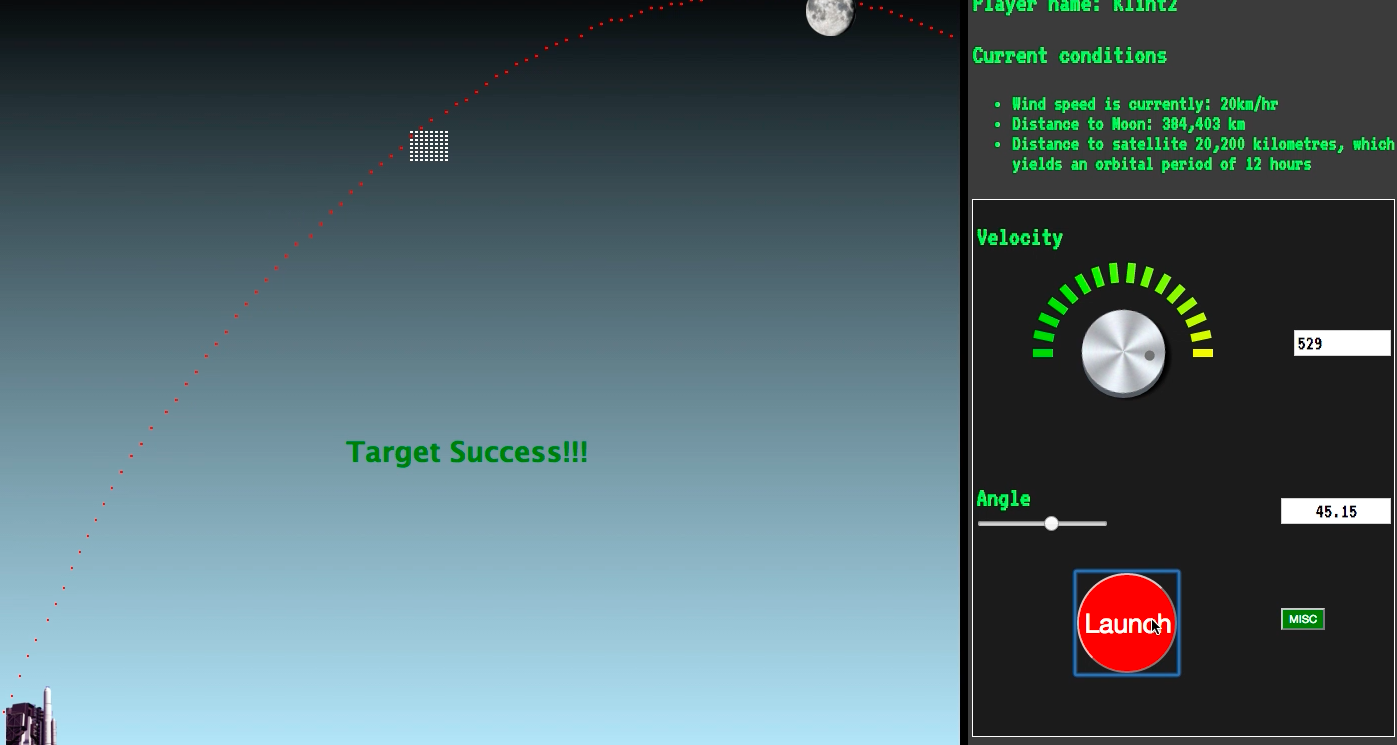 Player name: Klint2
Current conditions
• Wind speed is currently: 20km/hr
• Distance to Moon: 384,403 km
• Distance to satellite 20,200 kilometres, which
yields an orbital period of 12 hours
Velocity
529
Target Success!!!
Angle
45.15
Launch
MISC